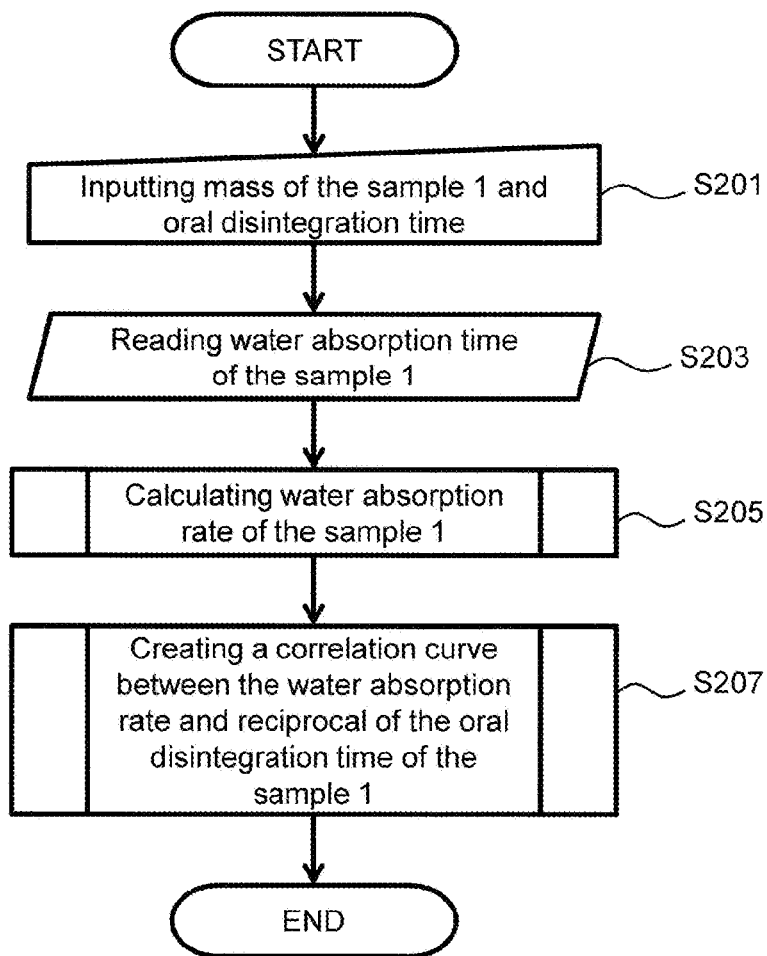 START
Inputting mass of the sample 1 and
oral disintegration time
S201
Reading water absorption time
of the sample 1
S203
Calculating water absorption
rate of the sample 1
S205
Creating a correlation curve
between the water absorption
rate and reciprocal of the oral
disintegration time of the
sample 1
S207
END